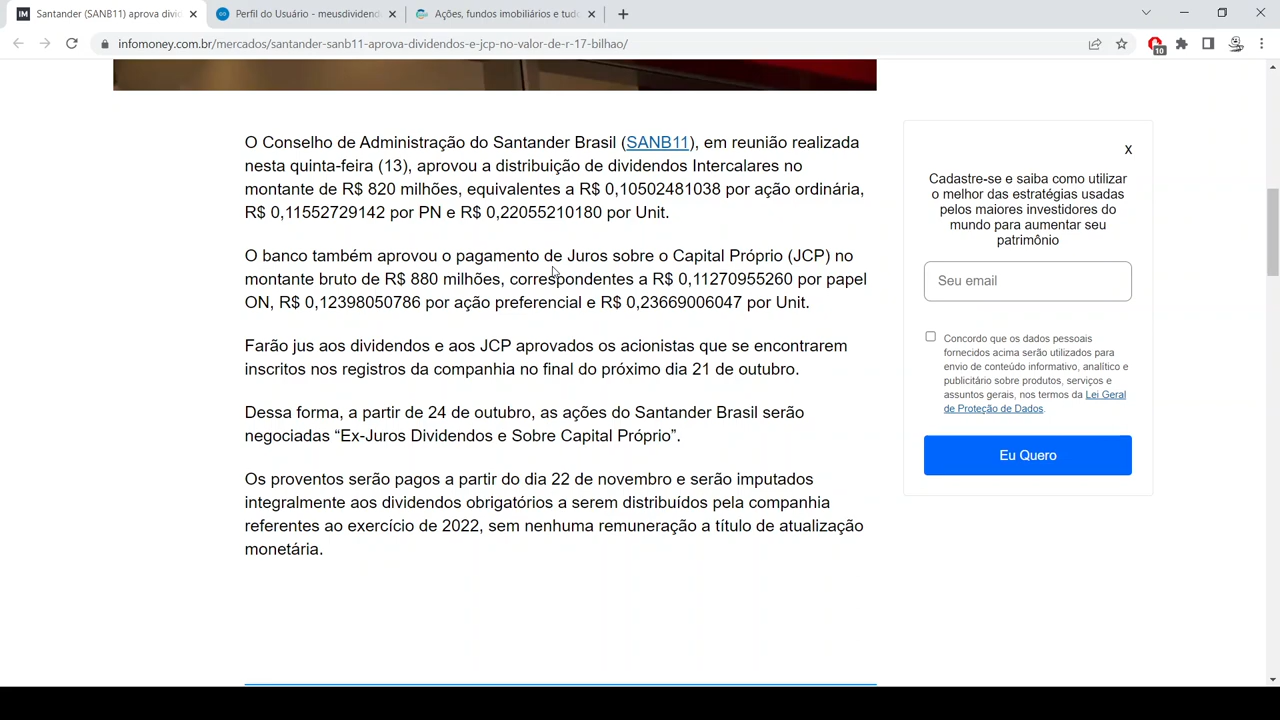 Santander (SANB11) aprova divid
Perfil do Usuário - meusdividend
Ações, fundos imobiliários e tudo
infomoney.com.br/mercados/santander-sanb11-aprova-dividendos-e-jcp-no-valor-de-r-17-bilhao/
10
O Conselho de Administração do Santander Brasil (SANB11), em reunião realizada
nesta quinta-feira (13), aprovou a distribuição de dividendos Intercalares no
montante de R$ 820 milhões, equivalentes a R$ 0,10502481038 por ação ordinária,
R$ 0,11552729142 por PN e R$ 0,22055210180 por Unit.
O banco também aprovou o pagamento de Juros sobre o Capital Próprio (JCP) no
montante bruto de R$ 880 milhões, correspondentes a R$ 0,11270955260 por papel
ON, R$ 0,12398050786 por ação preferencial e R$ 0,23669006047 por Unit.
Farão jus aos dividendos e aos JCP aprovados os acionistas que se encontrarem
inscritos nos registros da companhia no final do próximo dia 21 de outubro.
Dessa forma, a partir de 24 de outubro, as ações do Santander Brasil serão
negociadas “Ex-Juros Dividendos e Sobre Capital Próprio”.
Os proventos serão pagos a partir do dia 22 de novembro e serão imputados
integralmente aos dividendos obrigatórios a serem distribuídos pela companhia
referentes ao exercício de 2022, sem nenhuma remuneração a título de atualização
monetária.
X
Cadastre-se e saiba como utilizar
o melhor das estratégias usadas
pelos maiores investidores do
mundo para aumentar seu
patrimônio
Seu email
Concordo que os dados pessoais
fornecidos acima serão utilizados para
envio de conteúdo informativo, analítico e
publicitário sobre produtos, serviços e
assuntos gerais, nos termos da Lei Geral
de Proteção de Dados.
Eu Quero